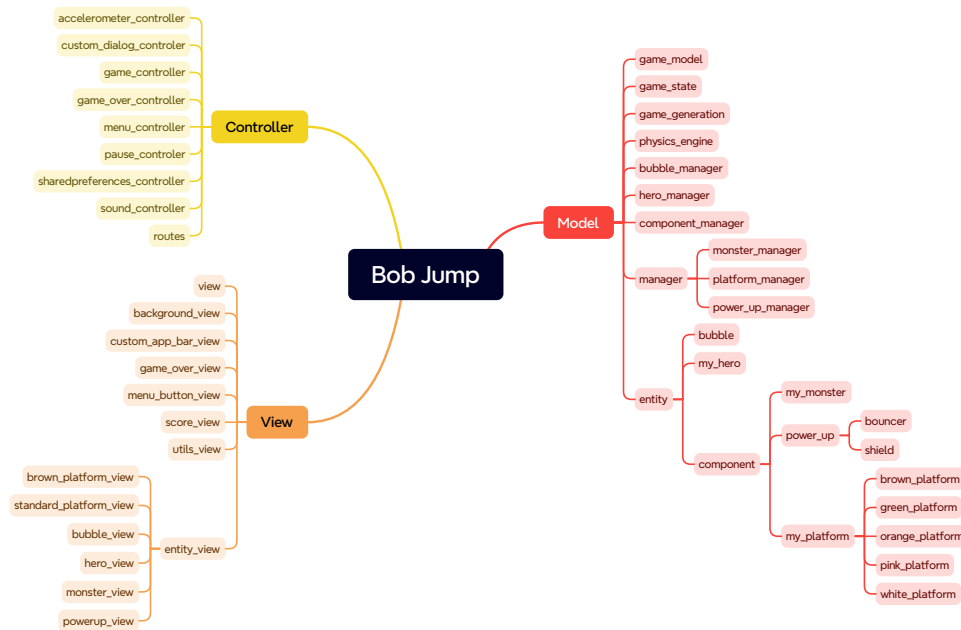 Bob Jump
Controller
accelerometer_controller
custom_dialog_controler
game_controller
game_over_controller
menu_controller
pause_controler
sharedpreferences_controller
sound_controller
routes
View
view
background_view
custom_app_bar_view
game_over_view
menu_button_view
score_view
utils_view
entity_view
brown_platform_view
standard_platform_view
bubble_view
hero_view
monster_view
powerup_view
Model
game_model
game_state
game_generation
physics_engine
bubble_manager
hero_manager
component_manager
manager
monster_manager
platform_manager
power_up_manager
entity
bubble
my_hero
component
my_monster
power_up
bouncer
shield
my_platform
brown_platform
green_platform
orange_platform
pink_platform
white_platform